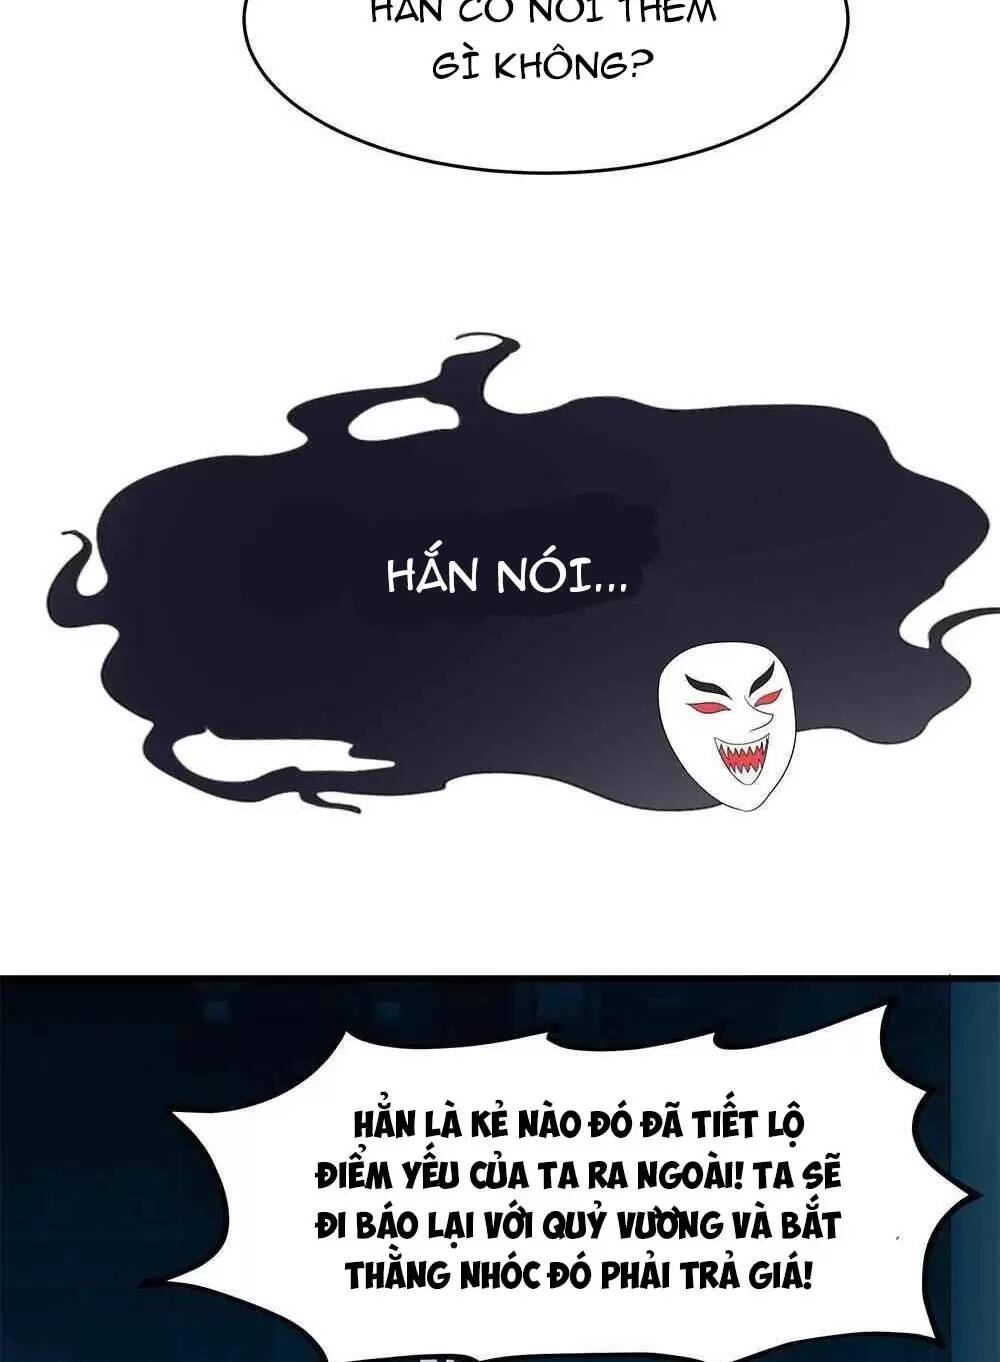 HẮN CÓ NÓI THÊM
GÌ KHÔNG?
HẮN NÓI...
HẲN LÀ KẺ NÀO ĐÓ ĐÃ TIẾT LỘ
ĐIỂM YẾU CỦA TA RA NGOÀI! TA SẼ
ĐI BÁO LẠI VỚI QUỶ VƯƠNG VÀ BẮT
THẰNG NHÓC ĐÓ PHẢI TRẢ GIÁ!